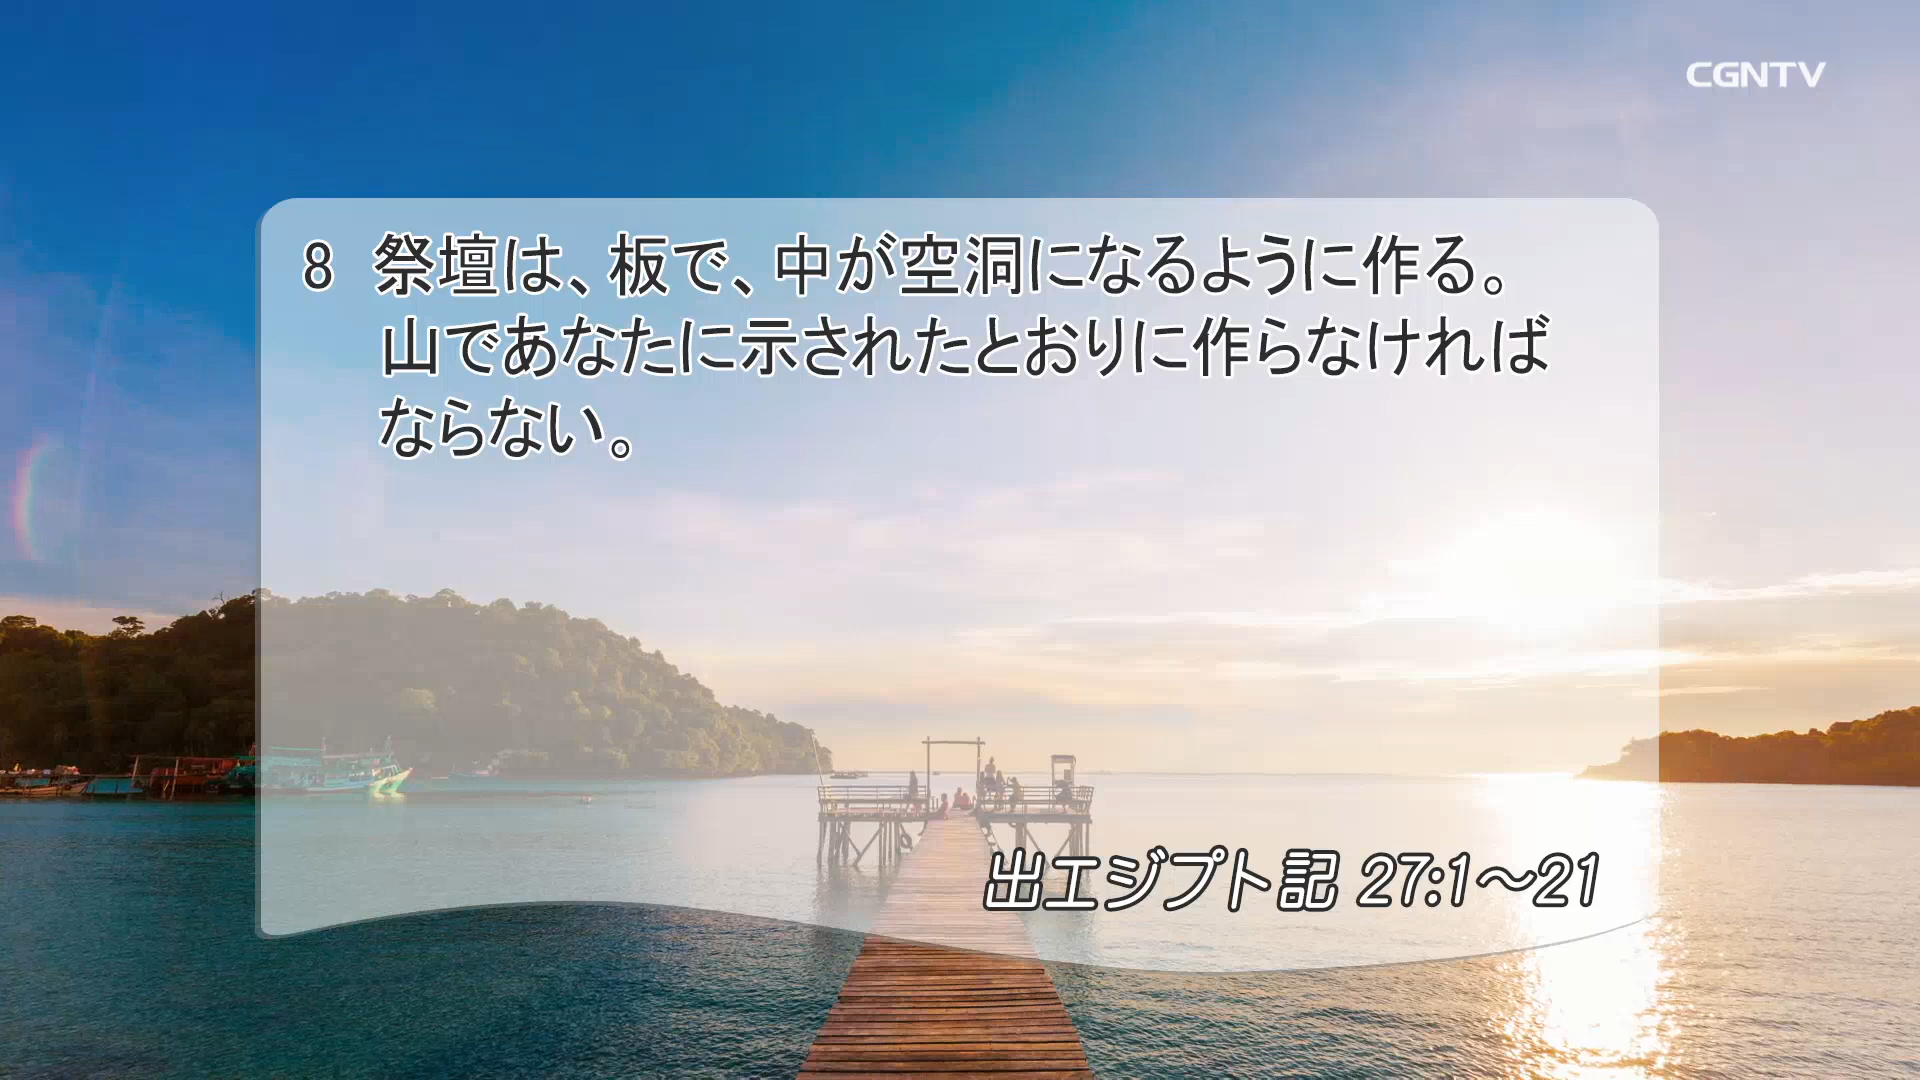 CGNTV
8 祭壇は、板で、中が空洞になるように作る。
山であなたに示されたとおりに作らなければ
ならない。
出エジプト記 27:1〜21